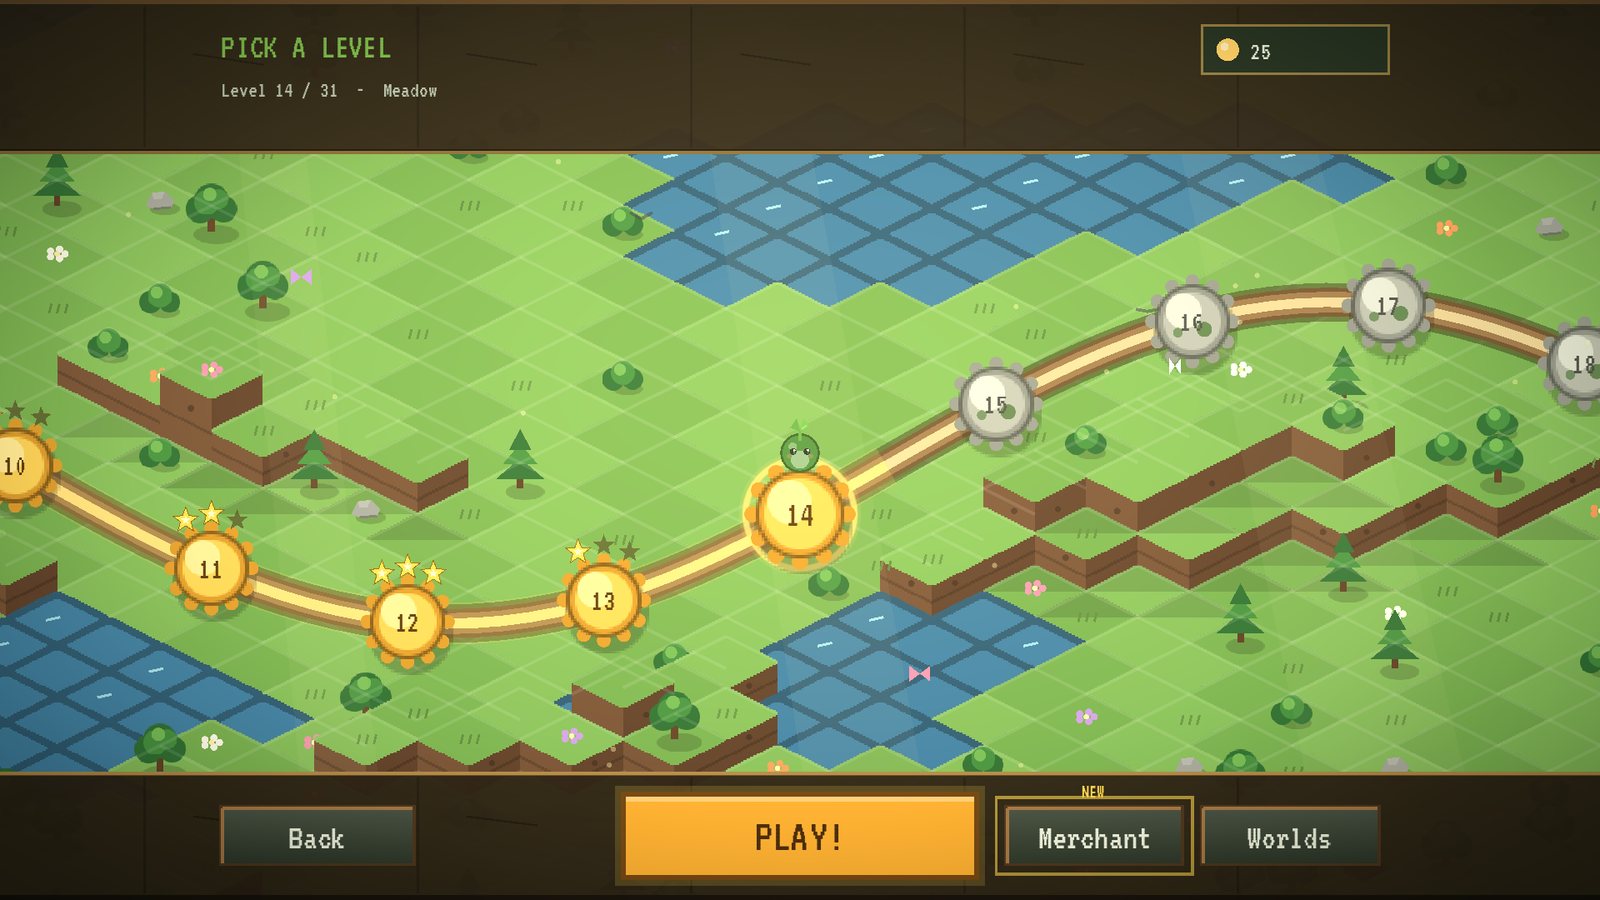 PICK A LEVEL
25
Level 14 / 31 - Meadow
16
17
18
15
10
14
11
13
12
NEW
Back
PLAY!
Merchant
Worlds